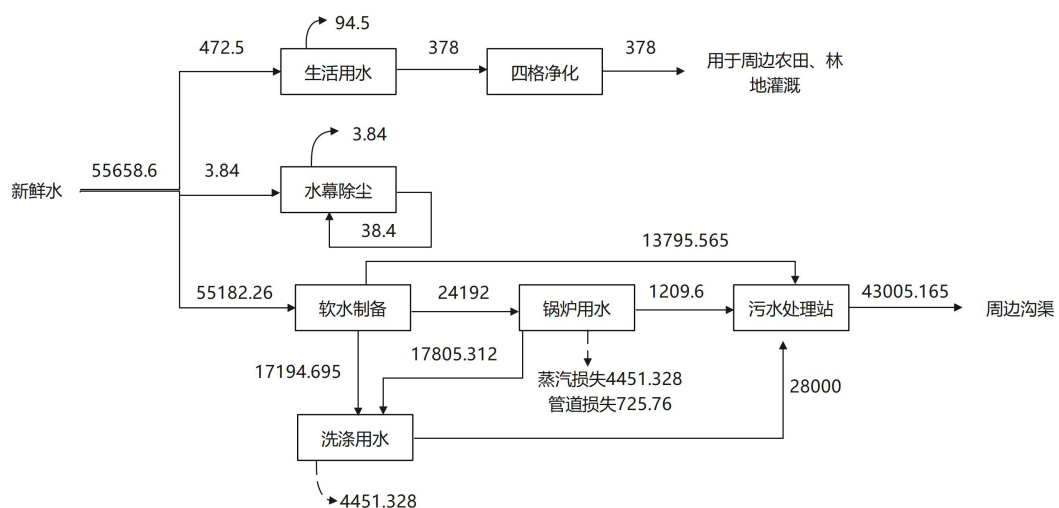 94.5
472.5
生活用水
378
四格净化
378
用于周边农田、林
地灌溉
3.84
55658.6
3.84
新鲜水
水幕除尘
38.4
13795.565
55182.26
软水制备
24192
锅炉用水
1209.6
污水处理站
43005.165
周边沟渠
17194.695
17805.312
蒸汽损失4451.328
管道损失725.76
28000
洗涤用水
4451.328